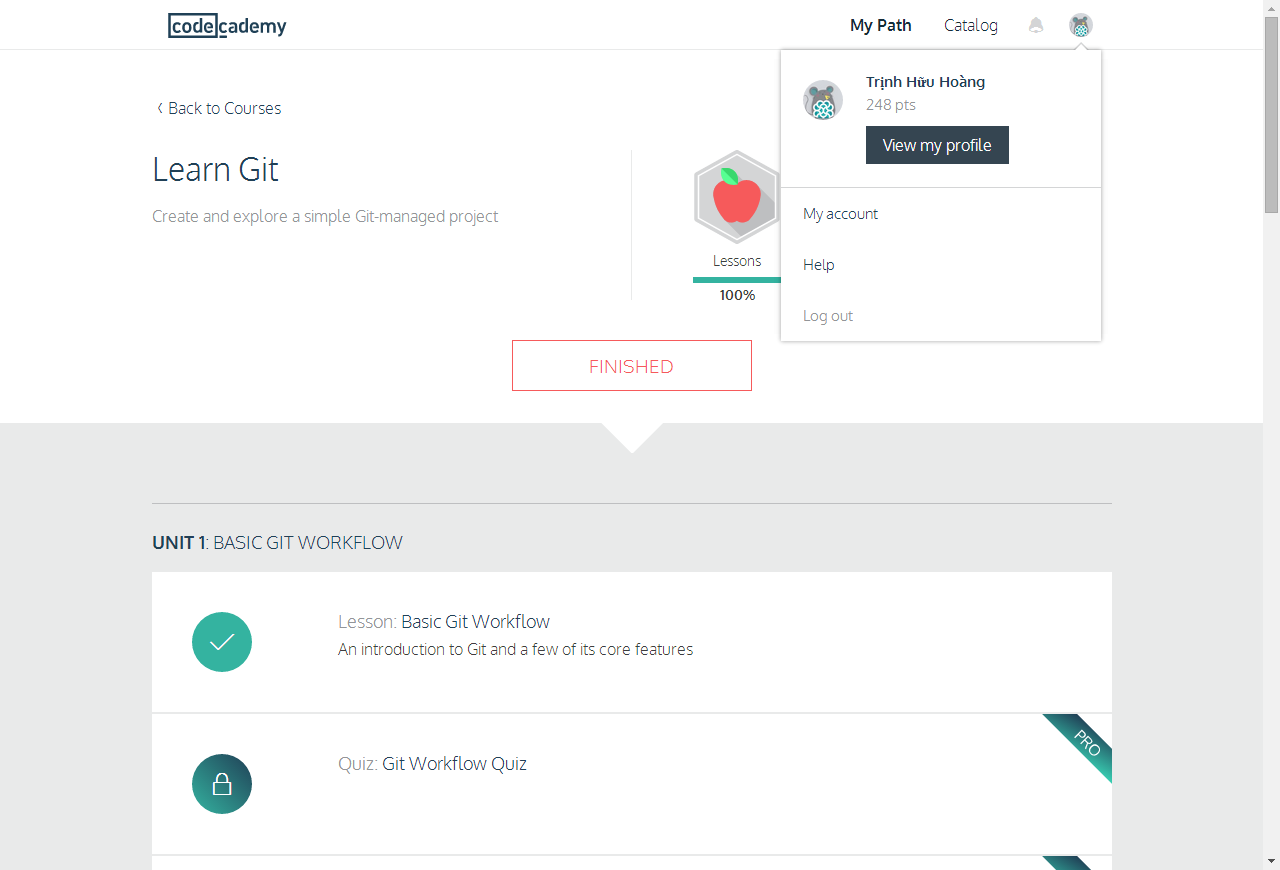 codecademy
My Path
Catalog
Trịnh Hữu Hoàng
248 pts
View my profile
My account
Help
Log out
Back to Courses
Learn Git
Create and explore a simple Git-managed project
Lessons
100%
FINISHED
UNIT 1: BASIC GIT WORKFLOW
Lesson: Basic Git Workflow
An introduction to Git and a few of its core features
Quiz: Git Workflow Quiz
PRO